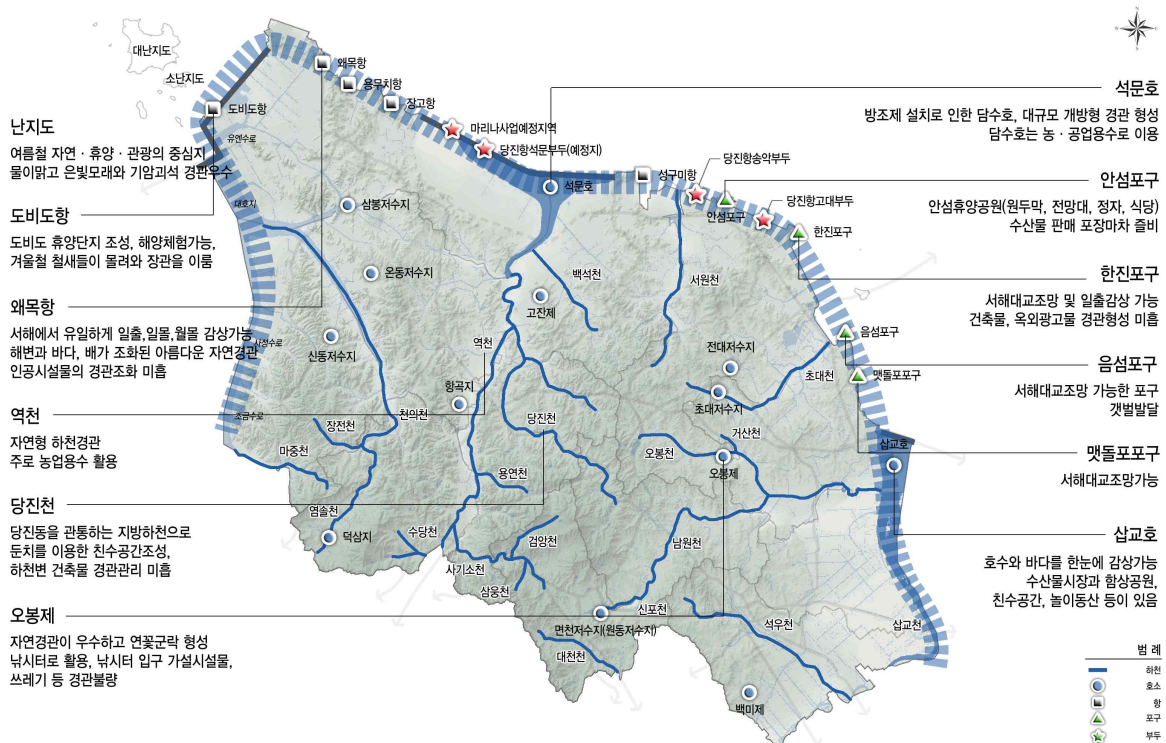 난지도
여름철 자연 · 휴양 · 관광의 중심지
물이맑고 은빛모래와 기암괴석 경관우수
도비도항
도비도 휴양단지 조성, 해양체험가능,
겨울철 철새들이 몰려와 장관을 이룸
왜목항
서해에서 유일하게 일출,일몰,월몰 감상가능
해변과 바다, 배가 조화된 아름다운 자연경관
인공시설물의 경관조화 미흡
역천
자연형 하천경관
주로 농업용수 활용
당진천
당진동을 관통하는 지방하천으로
둔치를 이용한 친수공간조성,
하천변 건축물 경관관리 미흡
오봉제
자연경관이 우수하고 연꽃군락 형성
낚시터로 활용, 낚시터 입구 가설시설물,
쓰레기 등 경관불량
대난지도
소난지도
도비도항
왜목항
용무치항
장고항
마리나사업예정지역
당진항석문부두(예정지)
석문호
성구미항
당진항송악부두
안섬포구
당진항고대부두
한진포구
음섬포구
맷돌포포구
삽교호
유연수로
대호지
사성수로
조금수로
삼봉저수지
온동저수지
신동저수지
고잔제
백석천
서원천
역천
항곡지
전대저수지
초대저수지
초대천
천의천
장전천
마중천
염솔천
덕삼지
당진천
용연천
수당천
사기소천
삼웅천
검암천
오봉천
오봉제
거산천
남원천
신포천
면천저수지(원동저수지)
대천천
석우천
삽교천
백미제
석문호
방조제 설치로 인한 담수호, 대규모 개방형 경관 형성
담수호는 농 · 공업용수로 이용
안섬포구
안섬휴양공원(원두막, 전망대, 정자, 식당)
수산물 판매 포장마차 즐비
한진포구
서해대교조망 및 일출감상 가능
건축물, 옥외광고물 경관형성 미흡
음섬포구
서해대교조망 가능한 포구
갯벌발달
맷돌포포구
서해대교조망가능
삽교호
호수와 바다를 한눈에 감상가능
수산물시장과 함상공원,
친수공간, 놀이동산 등이 있음
범 례
하천
호소
항
포구
부두